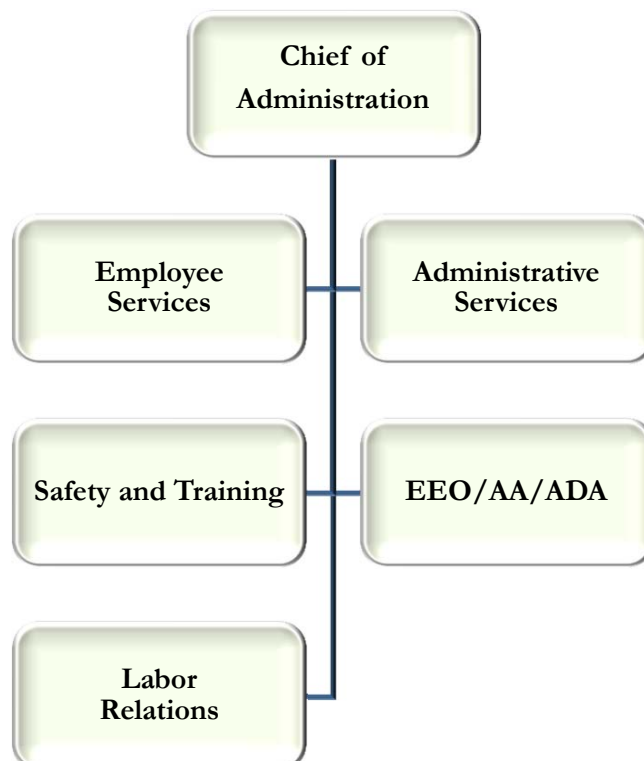 Chief of
Administration
Employee
Services
Administrative
Services
Safety and Training
EEO/AA/ADA
Labor
Relations